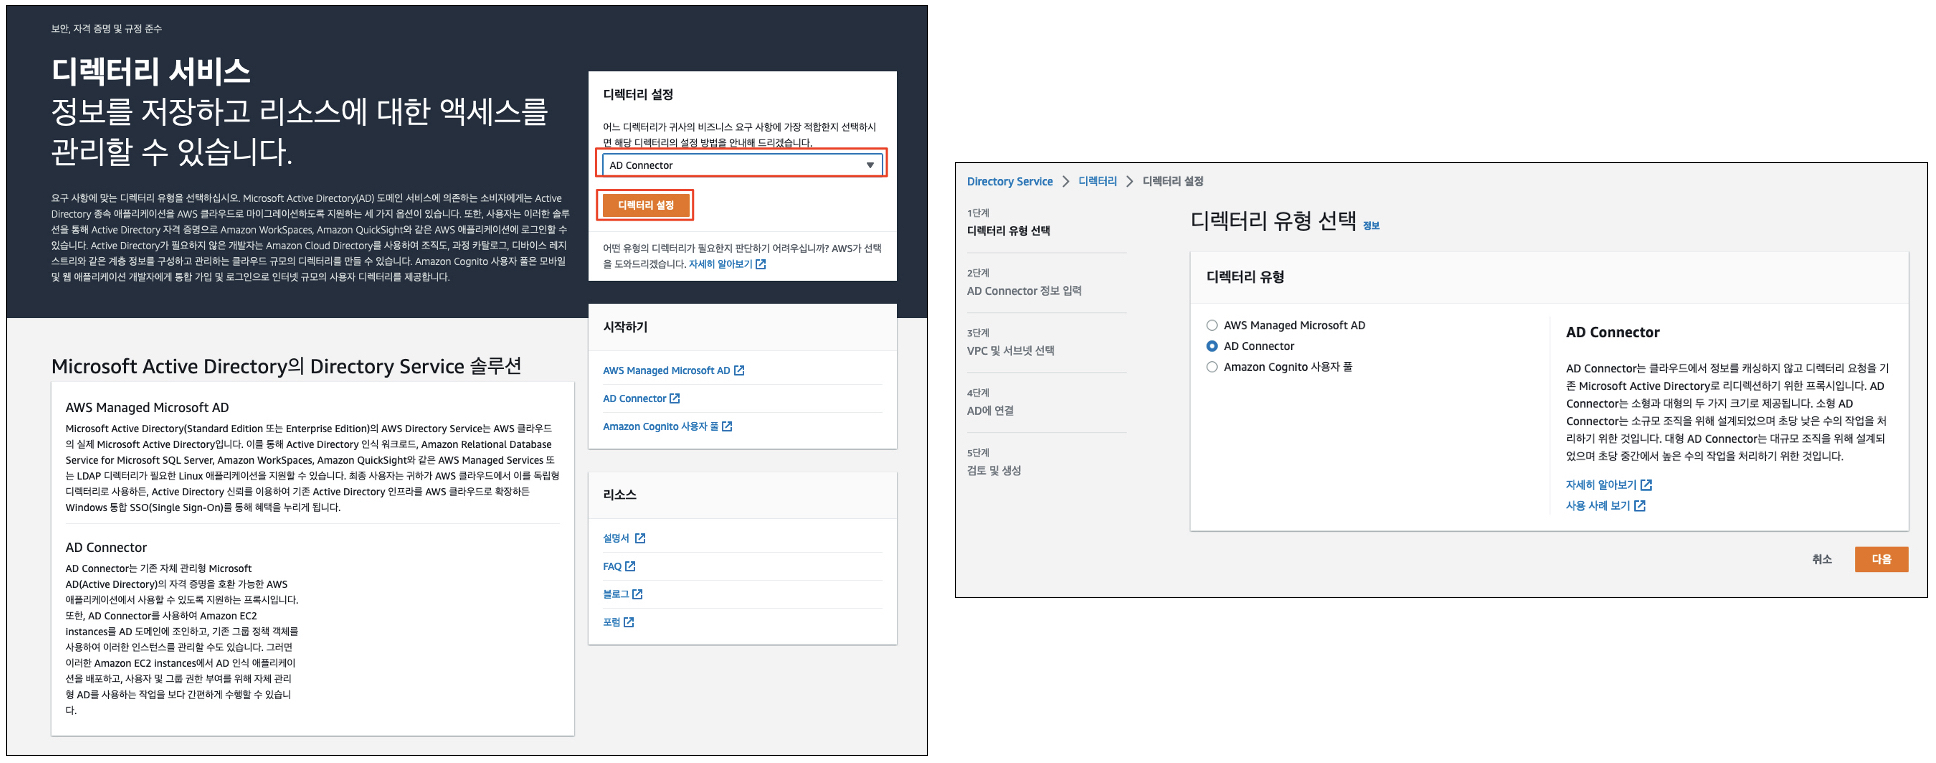 보안, 자격 증명 및 규정 준수
디렉터리 서비스
정보를 저장하고 리소스에 대한 액세스를
관리할 수 있습니다.
요구 사항에 맞는 디렉터리 유형을 선택하십시오. Microsoft Active Directory(AD) 도메인 서비스에 의존하는 소비자에게는 Active
Directory 종속 애플리케이션을 AWS 클라우드로 마이그레이션하도록 지원하는 세 가지 옵션이 있습니다. 또한, 사용자는 이러한 솔루
션을 통해 Active Directory 자격 증명으로 Amazon WorkSpaces, Amazon QuickSight와 같은 AWS 애플리케이션에 로그인할 수
있습니다. Active Directory가 필요하지 않은 개발자는 Amazon Cloud Directory를 사용하여 조직도, 과정 카탈로그, 디바이스 레지
스트리와 같은 계층 정보를 구성하고 관리하는 클라우드 규모의 디렉터리를 만들 수 있습니다. Amazon Cognito 사용자 풀은 모바일
및 웹 애플리케이션 개발자에게 통합 가입 및 로그인으로 인터넷 규모의 사용자 디렉터리를 제공합니다.
디렉터리 설정
어느 디렉터리가 귀사의 비즈니스 요구 사항에 가장 적합한지 선택하시
면 해당 디렉터리의 설정 방법을 안내해 드리겠습니다.
AD Connector
디렉터리 설정
어떤 유형의 디렉터리가 필요한지 판단하기 어려우십니까? AWS가 선택
을 도와드리겠습니다. 자세히 알아보기
시작하기
AWS Managed Microsoft AD
AD Connector
Amazon Cognito 사용자 풀
리소스
설명서
FAQ
블로그
포럼
Microsoft Active Directory의 Directory Service 솔루션
AWS Managed Microsoft AD
Microsoft Active Directory(Standard Edition 또는 Enterprise Edition)의 AWS Directory Service는 AWS 클라우드
의 실제 Microsoft Active Directory입니다. 이를 통해 Active Directory 인식 워크로드, Amazon Relational Database
Service for Microsoft SQL Server, Amazon WorkSpaces, Amazon QuickSight와 같은 AWS Managed Services 또
는 LDAP 디렉터리가 필요한 Linux 애플리케이션을 지원할 수 있습니다. 최종 사용자는 귀하가 AWS 클라우드에서 이를 독립형
디렉터리로 사용하든, Active Directory 신뢰를 이용하여 기존 Active Directory 인프라를 AWS 클라우드로 확장하든
Windows 통합 SSO(Single Sign-On)를 통해 혜택을 누리게 됩니다.
AD Connector
AD Connector는 기존 자체 관리형 Microsoft
AD(Active Directory)의 자격 증명을 호환 가능한 AWS
애플리케이션에서 사용할 수 있도록 지원하는 프록시입니다.
또한, AD Connector를 사용하여 Amazon EC2
instances를 AD 도메인에 조인하고, 기존 그룹 정책 객체를
사용하여 이러한 인스턴스를 관리할 수도 있습니다. 그러면
이러한 Amazon EC2 instances에서 AD 인식 애플리케이
션을 배포하고, 사용자 및 그룹 권한 부여를 위해 자체 관리
형 AD를 사용하는 작업을 보다 간편하게 수행할 수 있습니
다.
Directory Service > 디렉터리 > 디렉터리 설정
1단계
디렉터리 유형 선택
2단계
AD Connector 정보 입력
3단계
VPC 및 서브넷 선택
4단계
AD에 연결
5단계
검토 및 생성
디렉터리 유형 선택 정보
디렉터리 유형
AWS Managed Microsoft AD
AD Connector
Amazon Cognito 사용자 풀
AD Connector
AD Connector는 클라우드에서 정보를 캐싱하지 않고 디렉터리 요청을 기
존 Microsoft Active Directory로 리디렉션하기 위한 프록시입니다. AD
Connector는 소형과 대형의 두 가지 크기로 제공됩니다. 소형 AD
Connector는 소규모 조직을 위해 설계되었으며 초당 낮은 수의 작업을 처
리하기 위한 것입니다. 대형 AD Connector는 대규모 조직을 위해 설계되
었으며 초당 중간에서 높은 수의 작업을 처리하기 위한 것입니다.
자세히 알아보기
사용 사례 보기
취소
다음